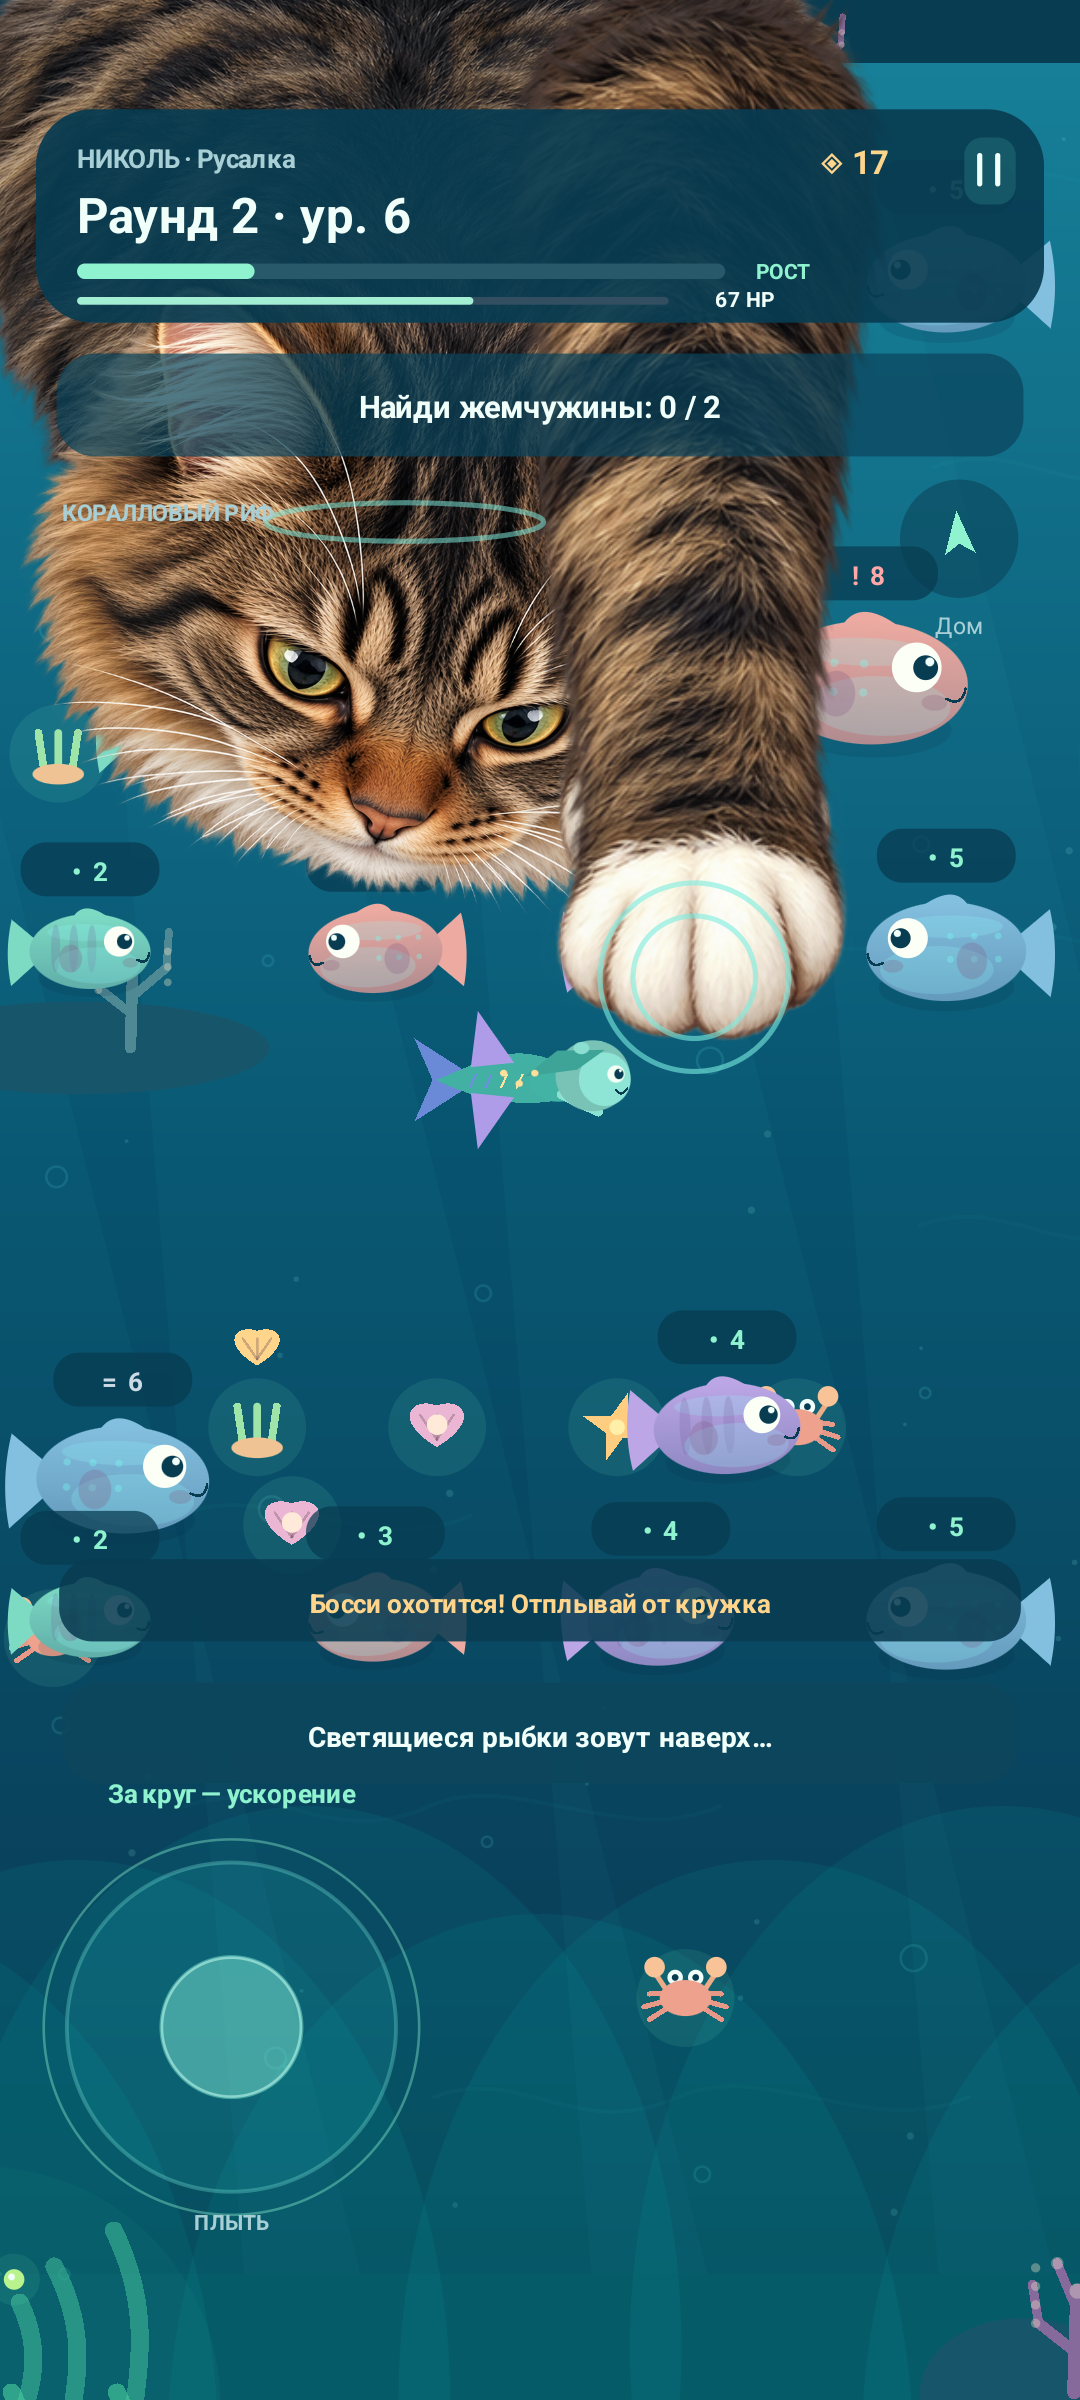 НИКОЛЬ · Русалка
17
Раунд 2 · ур. 6
РОСТ
67 HP
· 5
Найди жемчужины: 0 / 2
КОРАЛЛОВЫЙ РИФ
! 8
Дом
• 2
• 5
• 4
= 6
• 2
• 3
• 4
• 5
Босси охотится! Отплывай от кружка
Светящиеся рыбки зовут наверх...
За круг — ускорение
ПЛЫТЬ